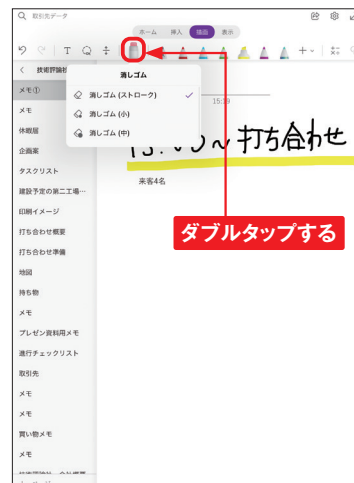 取引先データ
ホーム 挿入 描画 表示
技術評論社
消しゴム
消しゴム (ストローク)
消しゴム (小)
消しゴム (中)
メモ①
メモ
休暇届
企画案
タスクリスト
建設予定の第二工場…
印刷イメージ
打ち合わせ概要
打ち合わせ準備
地図
持ち物
メモ
プレゼン資料用メモ
進行チェックリスト
取引先
メモ
メモ
買い物メモ
メモ
15:19
打ち合わせ
来客4名
ダブルタップする